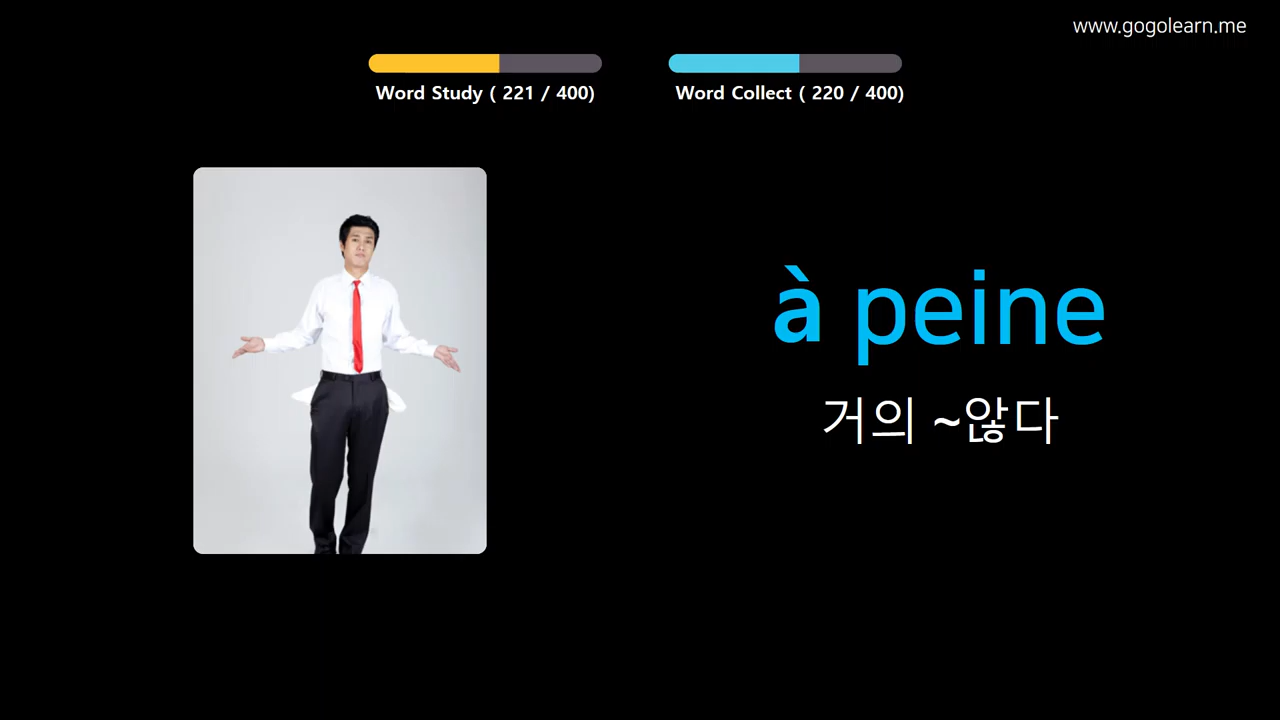 www.gogolearn.me
Word Study ( 221 / 400)
Word Collect ( 220 / 400)
à peine
거의 ~않다